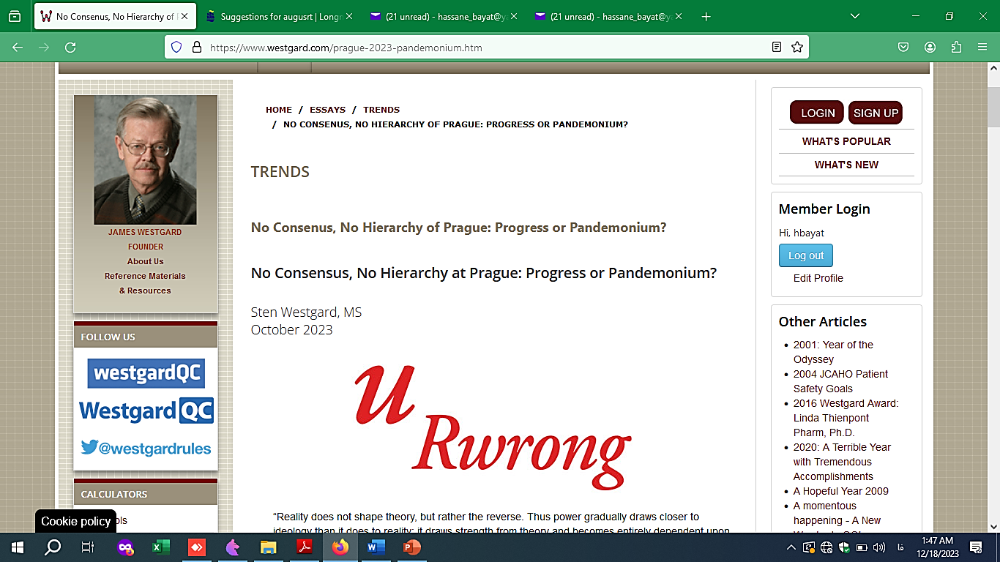 No Consenus, No Hierarchy of P
Suggestions for augusrt | Longm
(21 unread) - hassane_bayat@y
(21 unread) - hassane_bayat@y
https://www.westgard.com/prague-2023-pandemonium.htm
JAMES WESTGARD
FOUNDER
About Us
Reference Materials
& Resources
FOLLOW US
westgardQC
Westgard QC
@westgardrules
CALCULATORS
ols
Cookie policy
HOME / ESSAYS / TRENDS
/ NO CONSENUS, NO HIERARCHY OF PRAGUE: PROGRESS OR PANDEMONIUM?
TRENDS
No Consenus, No Hierarchy of Prague: Progress or Pandemonium?
No Consensus, No Hierarchy at Prague: Progress or Pandemonium?
Sten Westgard, MS
October 2023
u
Rwrong
“Reality does not shape theory, but rather the reverse. Thus power gradually draws closer to
ideology than it does to reality; it draws strength from theory and becomes entirely dependent upon
LOGIN SIGN UP
WHAT'S POPULAR
WHAT'S NEW
Member Login
Hi, hbayat
Log out
Edit Profile
Other Articles
2001: Year of the
Odyssey
2004 JCAHO Patient
Safety Goals
2016 Westgard Award:
Linda Thienpont
Pharm, Ph.D.
2020: A Terrible Year
with Tremendous
Accomplishments
A Hopeful Year 2009
A momentous
happening - A New
فا
1:47 AM
12/18/2023